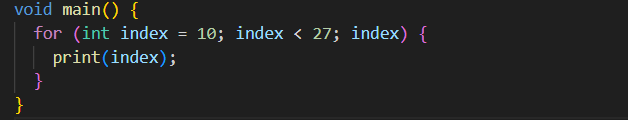 void main() {
  for (int index = 10; index < 27; index) {
    print(index);
  }
}